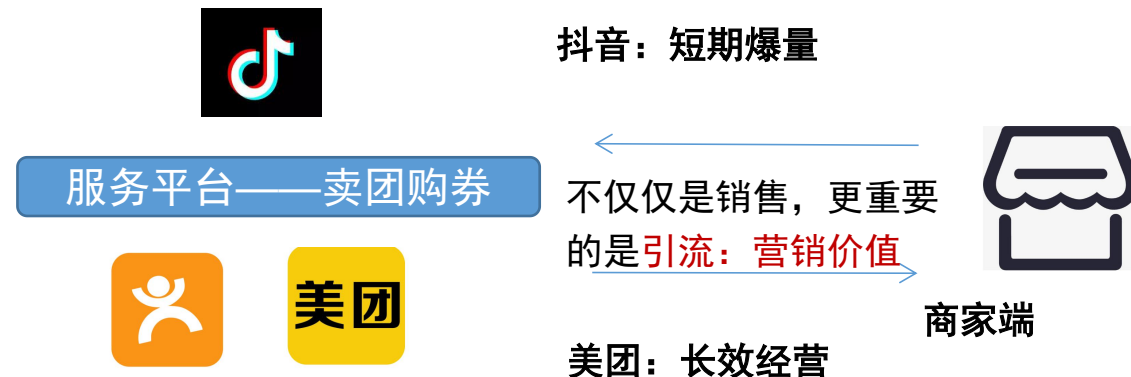 抖音：短期爆量
服务平台——卖团购券
不仅仅是销售，更重要
的是引流：营销价值
美团
商家端
美团：长效经营